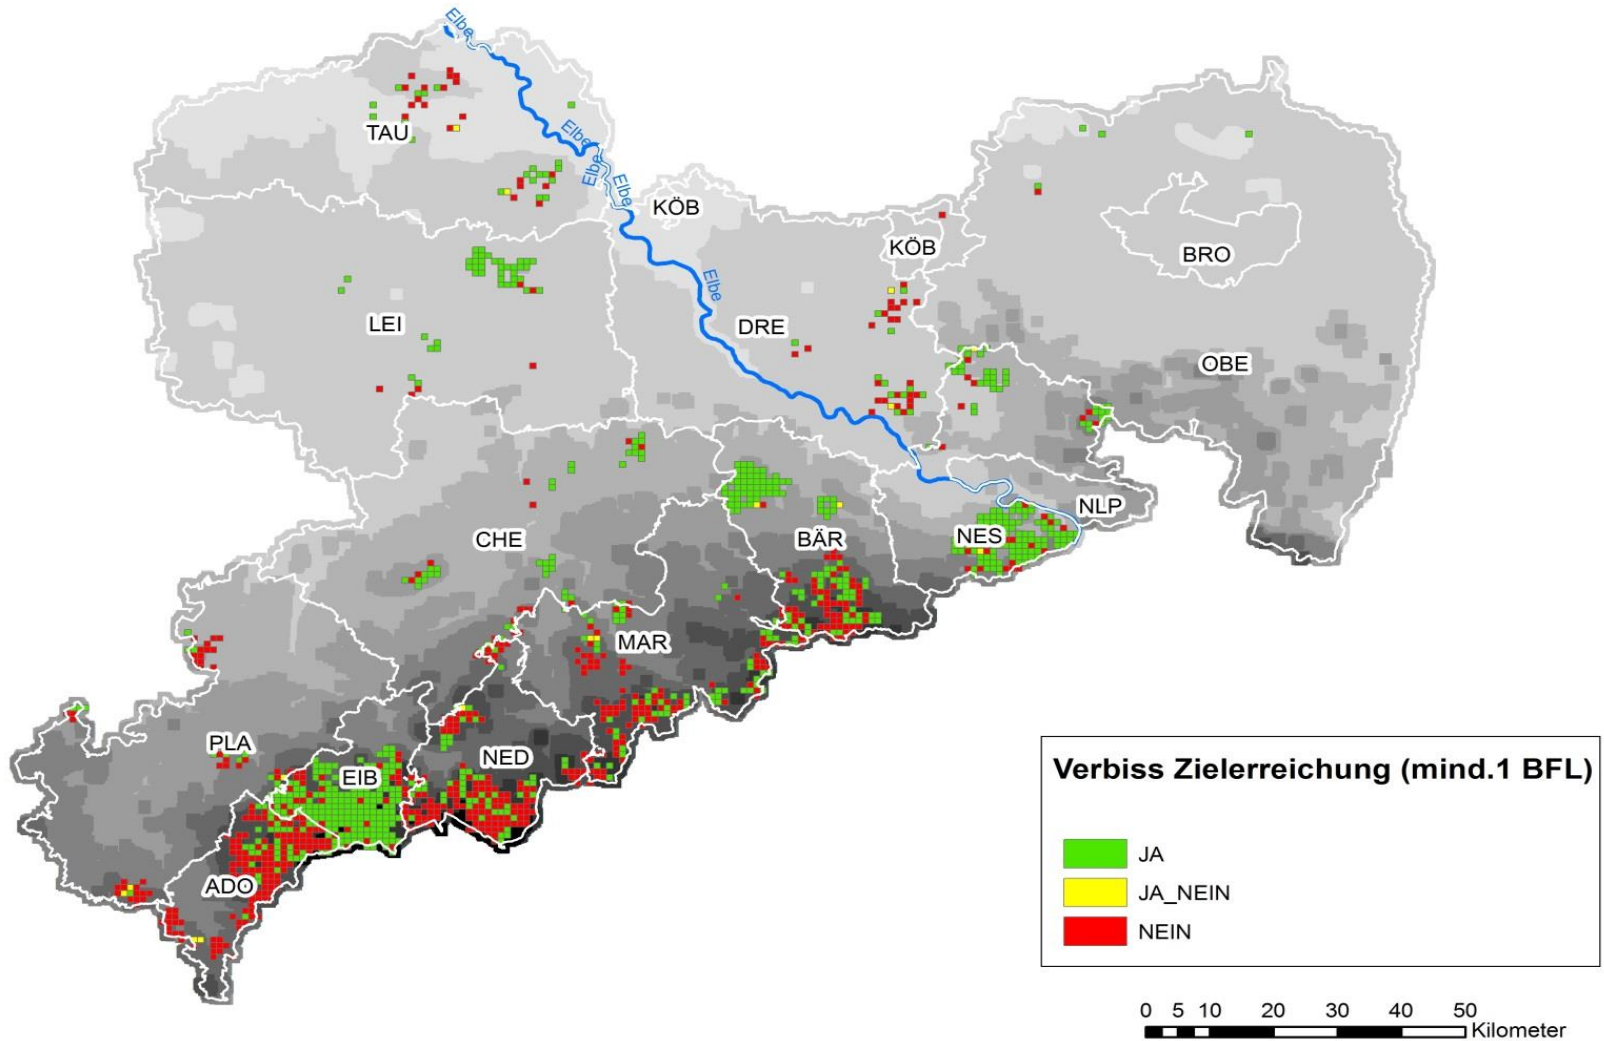 Elbe
TAU
Elbe
Elbe
Elbe
KÖB
KÖB
BRO
Elbe
LEI
DRE
OBE
NLP
CHE
BÄR
NES
MAR
PLA
NED
EIB
ADO
Verbiss Zielerreichung (mind.1 BFL)
JA
JA_NEIN
NEIN
0 5 10 20 30 40 50
Kilometer